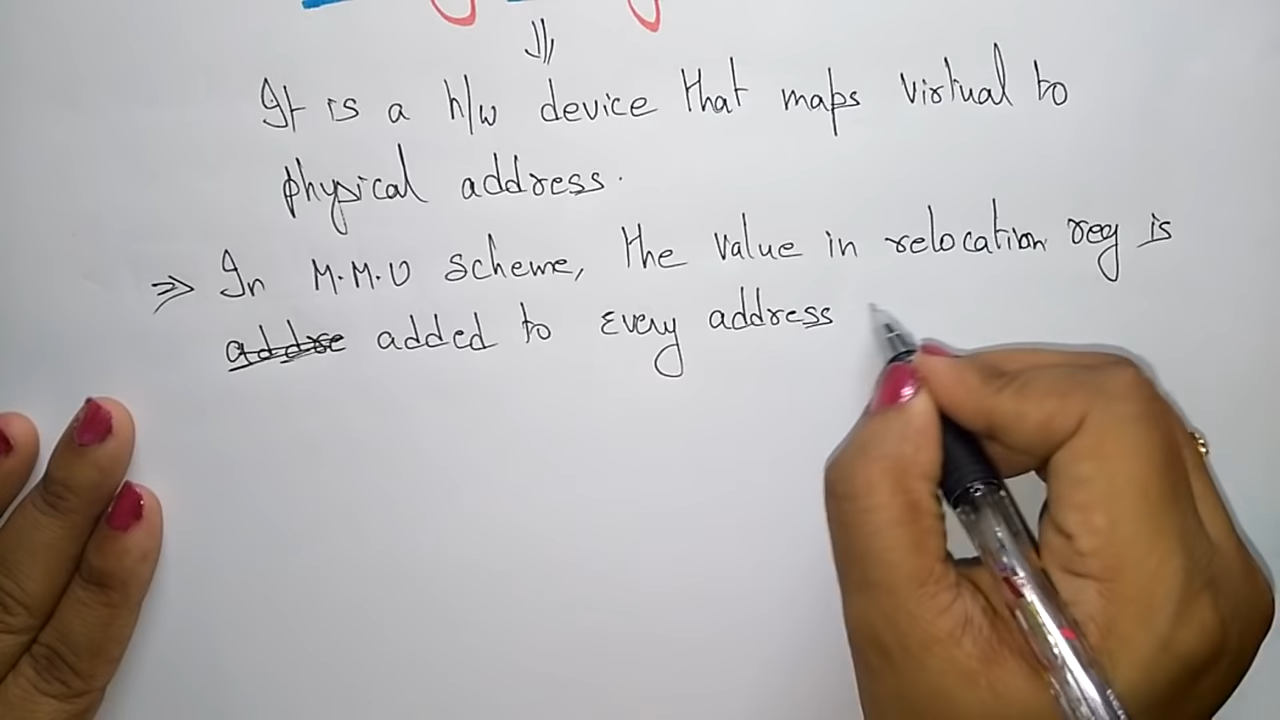 It is a h/w device that maps virtual to
physical address.
⇒ In M.M.U scheme, the value in relocation reg is
added to Every address